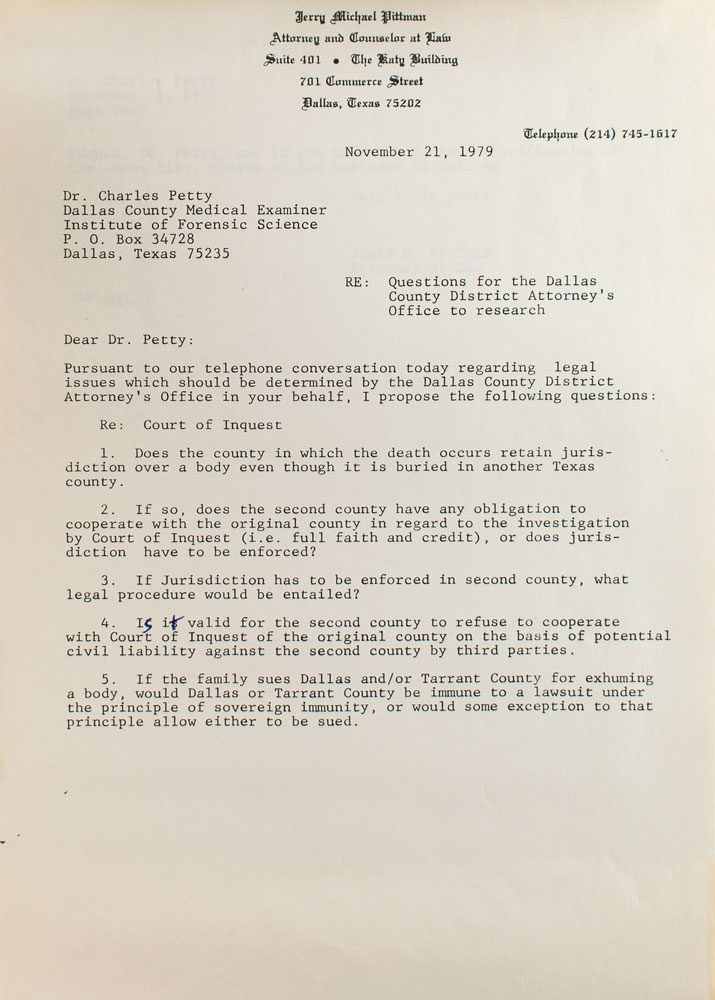 Jerry Michael Pittman
Attorney and Counselor at Law
Suite 401 • The Katy Building
701 Commerce Street
Dallas, Texas 75202
Telephone (214) 745-1617
November 21, 1979
Dr. Charles Petty
Dallas County Medical Examiner
Institute of Forensic Science
P. O. Box 34728
Dallas, Texas 75235
RE: Questions for the Dallas
County District Attorney's
Office to research
Dear Dr. Petty:
Pursuant to our telephone conversation today regarding legal
issues which should be determined by the Dallas County District
Attorney's Office in your behalf, I propose the following questions:
Re: Court of Inquest
1. Does the county in which the death occurs retain juris-
diction over a body even though it is buried in another Texas
county.
2. If so, does the second county have any obligation to
cooperate with the original county in regard to the investigation
by Court of Inquest (i.e. full faith and credit), or does juris-
diction have to be enforced?
3. If Jurisdiction has to be enforced in second county, what
legal procedure would be entailed?
4. Is it valid for the second county to refuse to cooperate
with Court of Inquest of the original county on the basis of potential
civil liability against the second county by third parties.
5. If the family sues Dallas and/or Tarrant County for exhuming
a body, would Dallas or Tarrant County be immune to a lawsuit under
the principle of sovereign immunity, or would some exception to that
principle allow either to be sued.